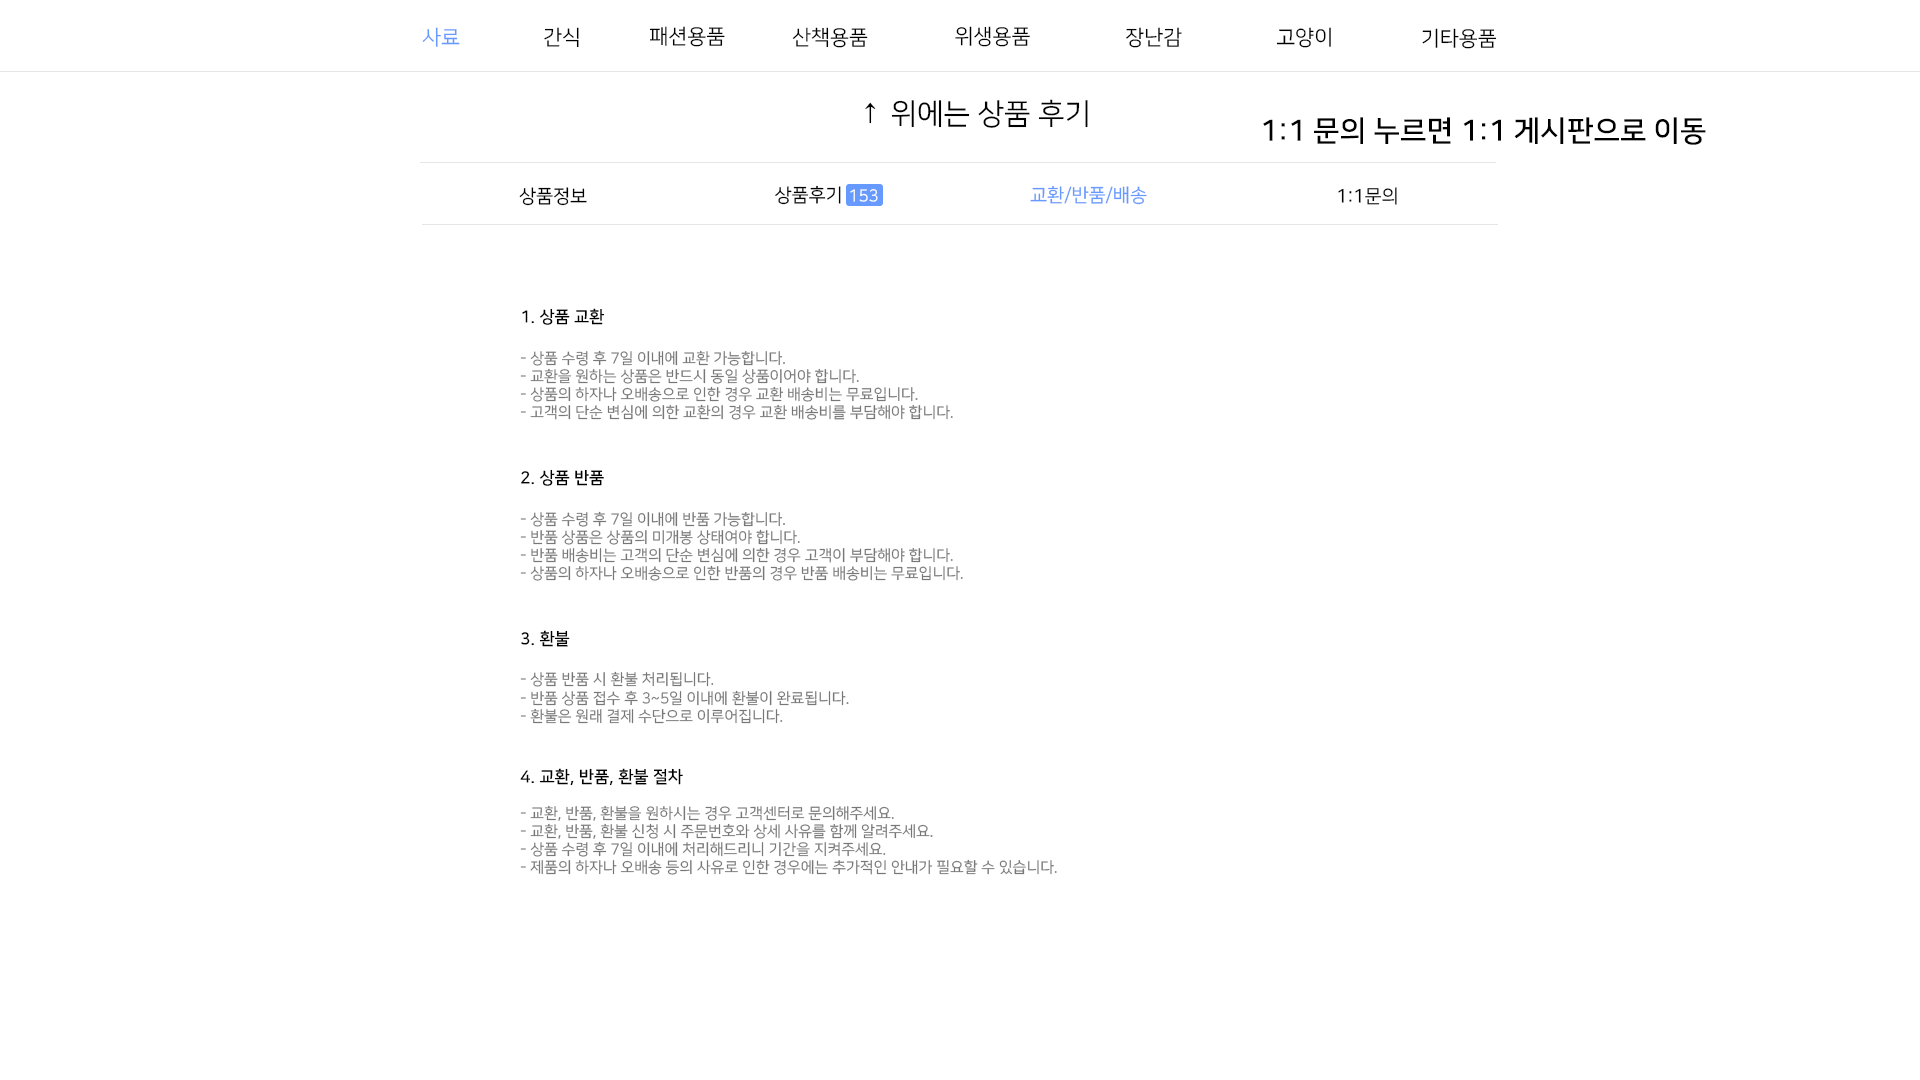 사료 간식 패션용품 산책용품 위생용품 장난감 고양이 기타용품
↑ 위에는 상품 후기
1:1 문의 누르면 1:1 게시판으로 이동
상품정보 상품후기 153 교환/반품/배송 1:1문의
1. 상품 교환
- 상품 수령 후 7일 이내에 교환 가능합니다.
- 교환을 원하는 상품은 반드시 동일 상품이어야 합니다.
- 상품의 하자나 오배송으로 인한 경우 교환 배송비는 무료입니다.
- 고객의 단순 변심에 의한 교환의 경우 교환 배송비를 부담해야 합니다.
2. 상품 반품
- 상품 수령 후 7일 이내에 반품 가능합니다.
- 반품 상품은 상품의 미개봉 상태여야 합니다.
- 반품 배송비는 고객의 단순 변심에 의한 경우 고객이 부담해야 합니다.
- 상품의 하자나 오배송으로 인한 반품의 경우 반품 배송비는 무료입니다.
3. 환불
- 상품 반품 시 환불 처리됩니다.
- 반품 상품 접수 후 3~5일 이내에 환불이 완료됩니다.
- 환불은 원래 결제 수단으로 이루어집니다.
4. 교환, 반품, 환불 절차
- 교환, 반품, 환불을 원하시는 경우 고객센터로 문의해주세요.
- 교환, 반품, 환불 신청 시 주문번호와 상세 사유를 함께 알려주세요.
- 상품 수령 후 7일 이내에 처리해드리니 기간을 지켜주세요.
- 제품의 하자나 오배송 등의 사유로 인한 경우에는 추가적인 안내가 필요할 수 있습니다.